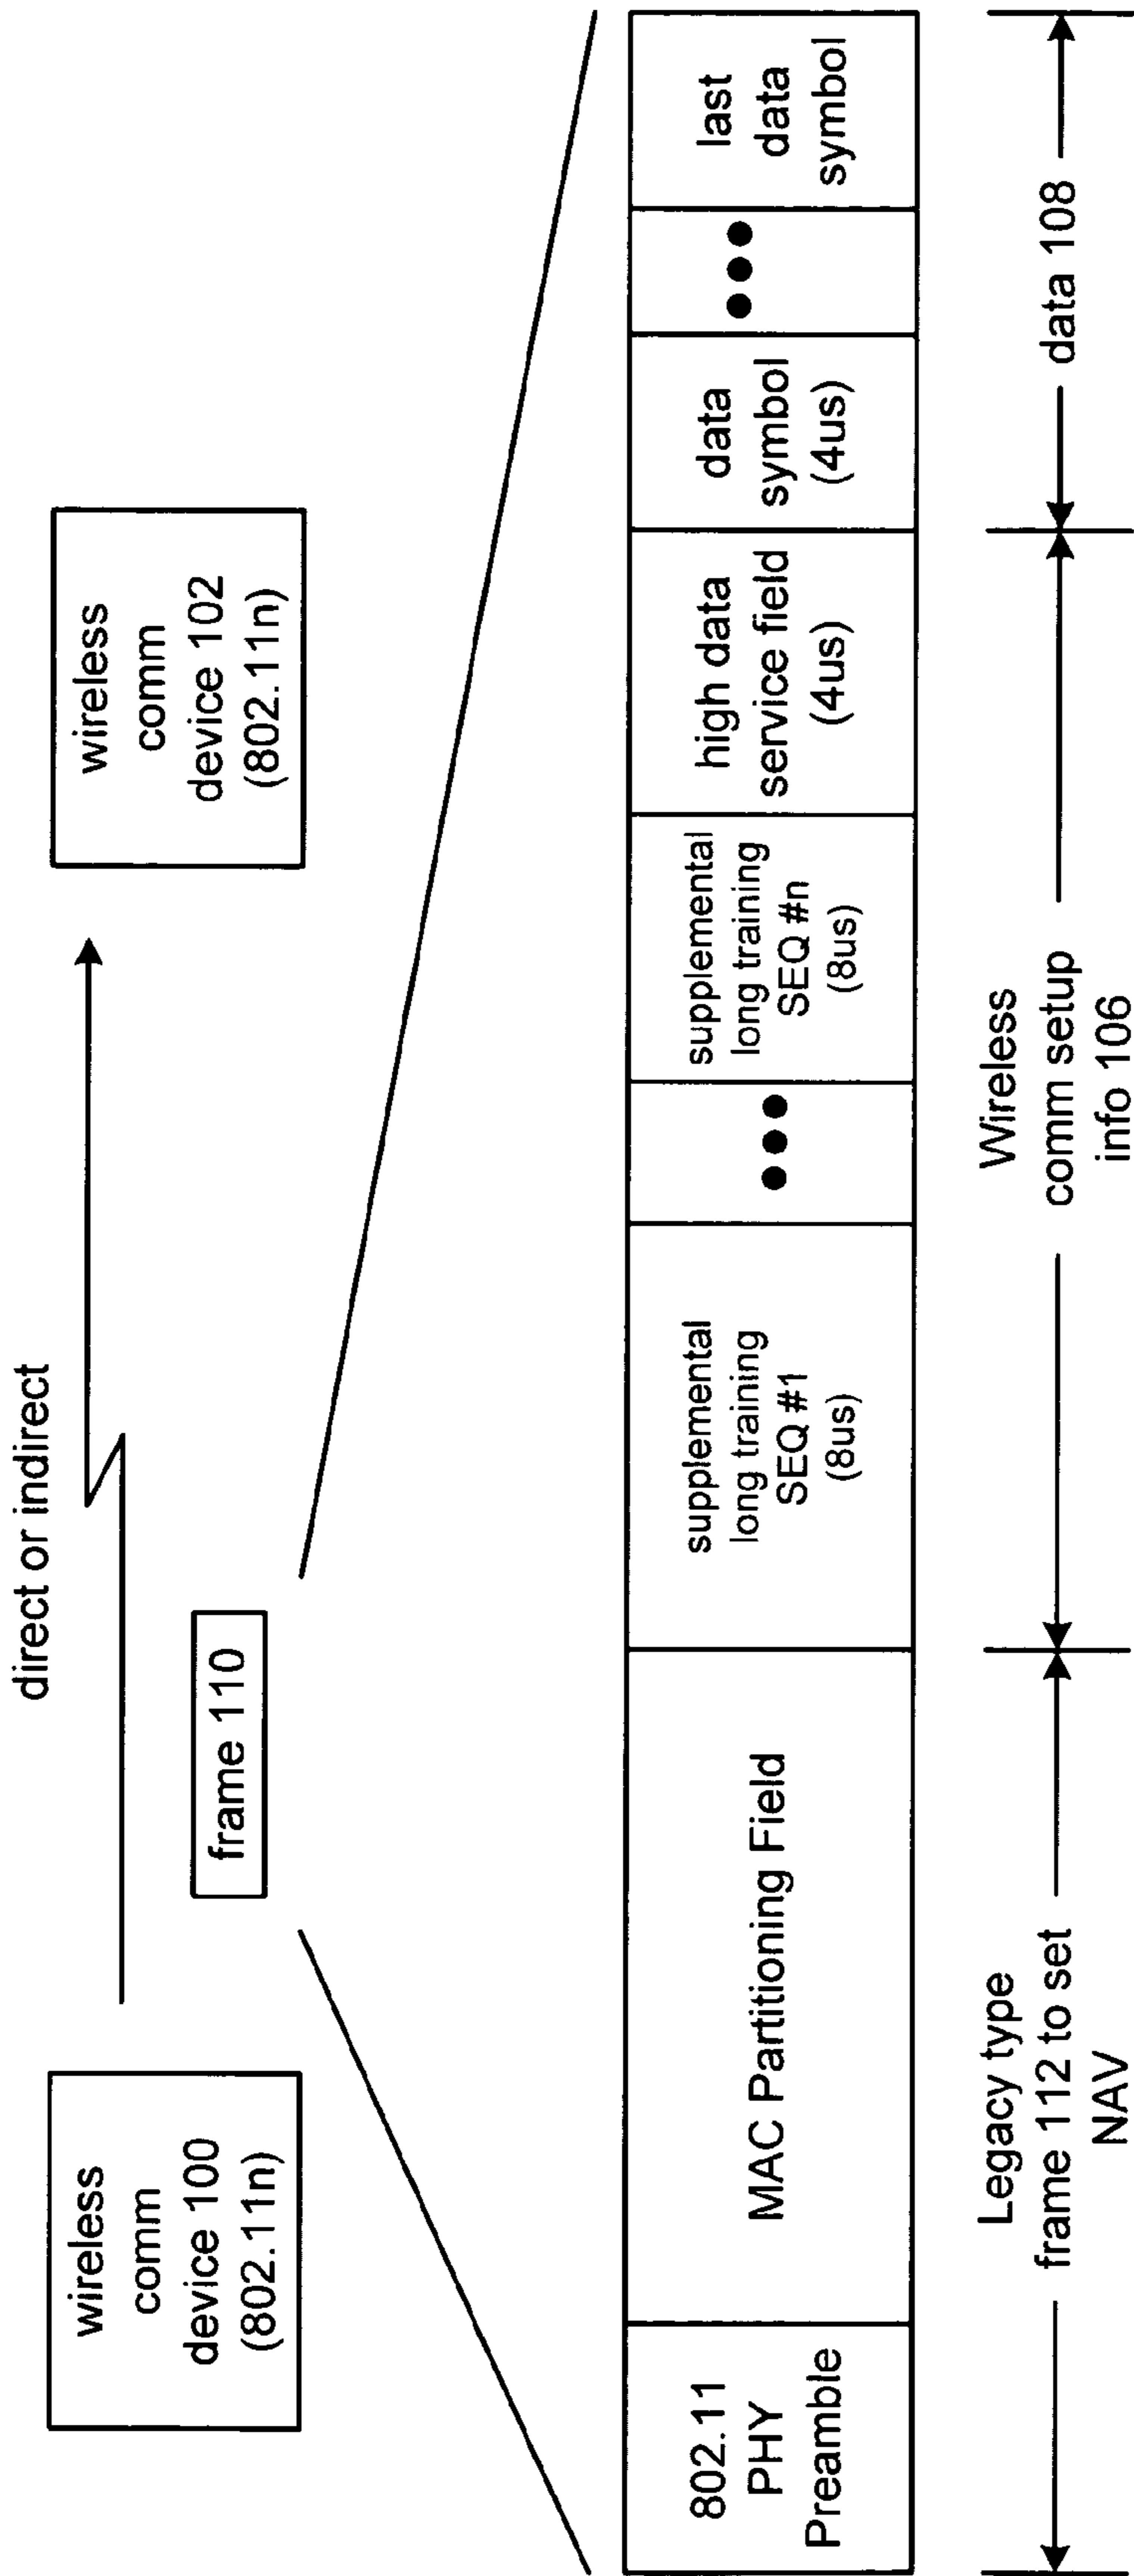 direct or indirect
wireless
comm
device 100
(802.11n)
wireless
comm
device 102
(802.11n)
frame 110
802.11
PHY
Preamble
MAC Partitioning Field
supplemental
long training
SEQ #1
(8us)
supplemental
long training
SEQ #n
(8us)
high data
service field
(4us)
data
symbol
(4us)
last
data
symbol
Legacy type
frame 112 to set
NAV
Wireless
comm setup
info 106
data 108